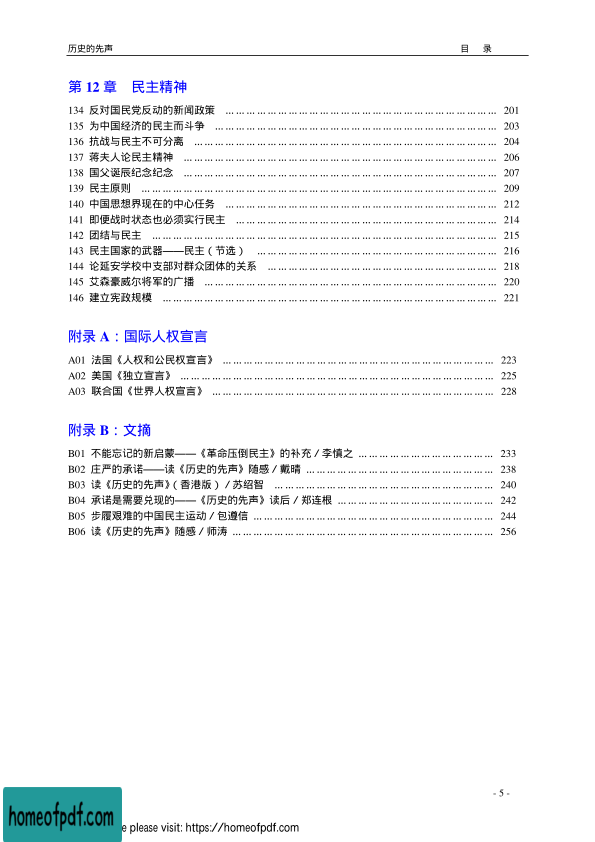 历史的先声 目 录
第 12 章 民主精神
134 反对国民党反动的新闻政策 ……………………………………………………………………… 201
135 为中国经济的民主而斗争 ……………………………………………………………………… 203
136 抗战与民主不可分离 ……………………………………………………………………… 204
137 蒋夫人论民主精神 ……………………………………………………………………… 206
138 国父诞辰纪念纪念 ……………………………………………………………………… 207
139 民主原则 ……………………………………………………………………… 209
140 中国思想界现在的中心任务 ……………………………………………………………………… 212
141 即便战时状态也必须实行民主 ……………………………………………………………………… 214
142 团结与民主 ……………………………………………………………………… 215
143 民主国家的武器——民主（节选） ……………………………………………………………… 216
144 论延安学校中支部对群众团体的关系 ……………………………………………………………… 218
145 艾森豪威尔将军的广播 ……………………………………………………………………… 220
146 建立宪政规模 ……………………………………………………………………… 221
附录 A：国际人权宣言
A01 法国《人权和公民权宣言》 ……………………………………………………………………… 223
A02 美国《独立宣言》 ……………………………………………………………………… 225
A03 联合国《世界人权宣言》 ……………………………………………………………………… 228
附录 B：文摘
B01 不能忘记的新启蒙——《革命压倒民主》的补充／李慎之 ……………………………………… 233
B02 庄严的承诺——读《历史的先声》随感／戴晴 ……………………………………………… 238
B03 读《历史的先声》（香港版）／苏绍智 ……………………………………………………… 240
B04 承诺是需要兑现的——《历史的先声》读后／郑连根 ………………………………………… 242
B05 步履艰难的中国民主运动／包遵信 ……………………………………………………………… 244
B06 读《历史的先声》随感／师涛 ……………………………………………………………… 256
- 5 -
homeofpdf.com
e please visit: https://homeofpdf.com